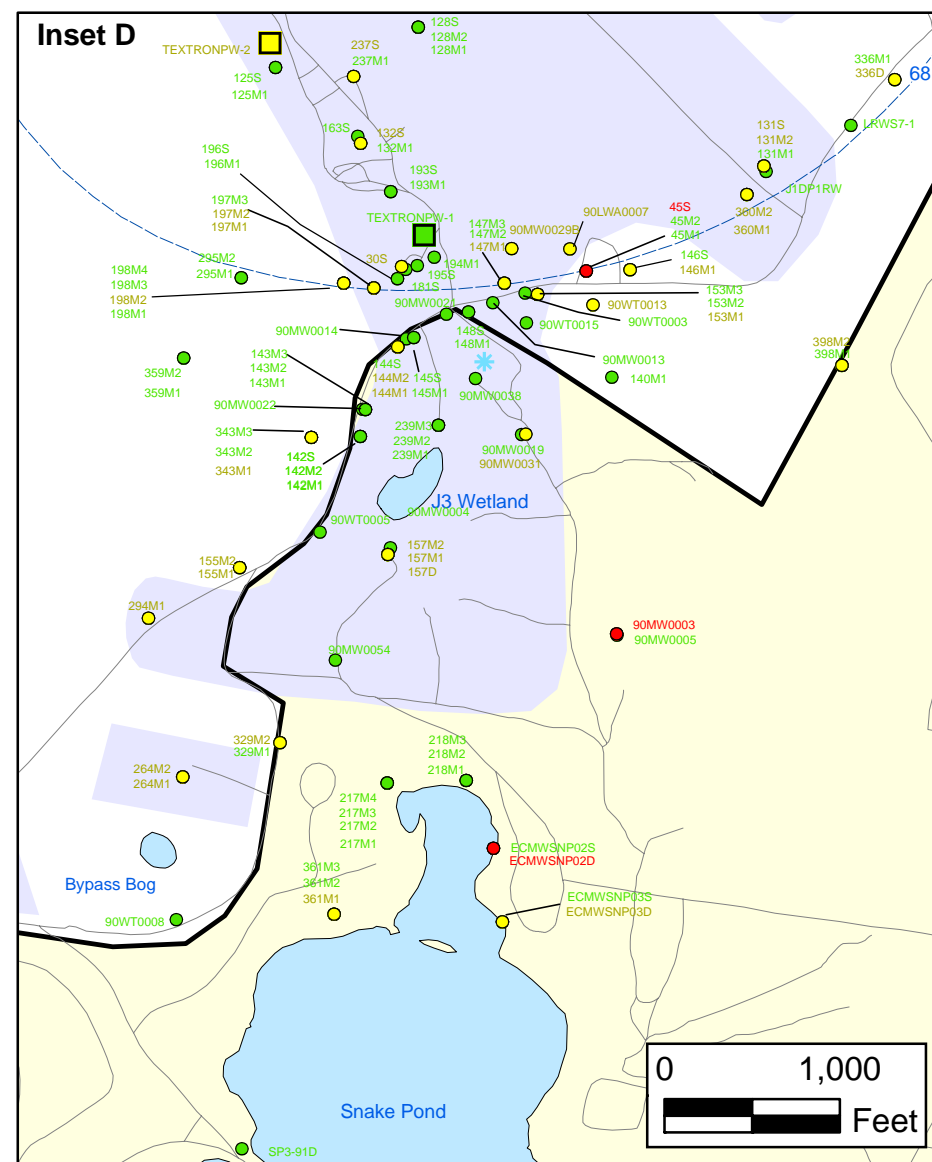 Inset D
TEXTRONPW-2
125S
125M1
237S
237M1
128S
128M2
128M1
336M1
336D
68
LRWS7-1
163S
132S
132M1
131S
131M2
131M1
J1DP1RW
196S
196M1
193S
193M1
197M3
197M2
197M1
TEXTRONPW-1
360M2
360M1
147M3
147M2
147M1
90MW0029B
90LWA0007
45S
45M2
45M1
146S
146M1
295M2
295M1
30S
194M1
195S
181S
198M4
198M3
198M2
198M1
153M3
153M2
153M1
90WT0013
90WT0003
90WT0015
90MW0021
90MW0014
148S
148M1
90MW0013
140M1
398M2
398M1
359M2
359M1
143M3
143M2
143M1
144S
144M2
144M1
145S
145M1
90MW0038
90MW0022
343M3
343M2
343M1
142S
142M2
142M1
239M3
239M2
239M1
90MW0019
90MW0031
J3 Wetland
90MW0004
90WT0005
157M2
157M1
157D
155M2
155M1
294M1
90MW0003
90MW0005
90MW0054
329M2
329M1
264M2
264M1
218M3
218M2
218M1
217M4
217M3
217M2
217M1
ECMWSNP02S
ECMWSNP02D
361M3
361M2
361M1
ECMWSNP03S
ECMWSNP03D
Bypass Bog
90WT0008
Snake Pond
SP3-91D
0 1,000
Feet